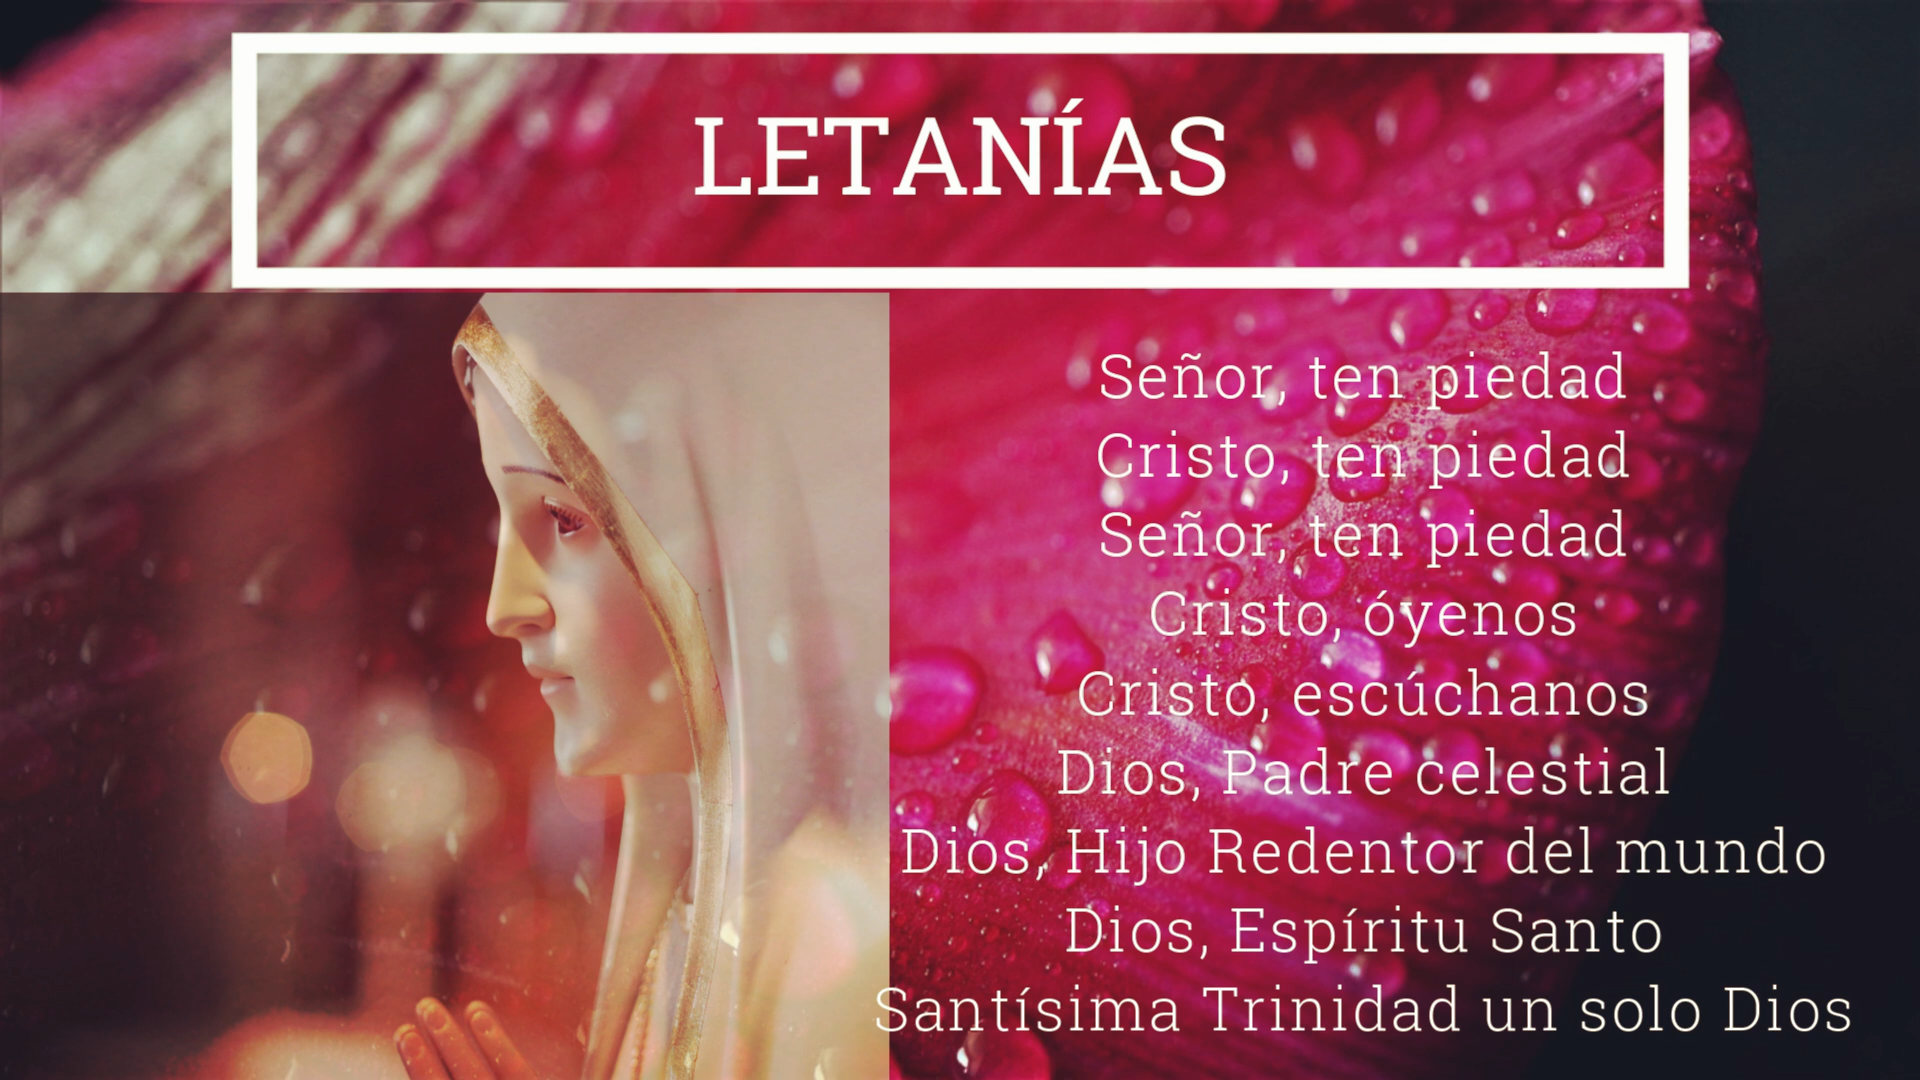 LETANÍAS
Señor, ten piedad
Cristo, ten piedad
Señor, ten piedad
Cristo, óyenos
Cristo, escúchanos
Dios, Padre celestial
Dios, Hijo Redentor del mundo
Dios, Espíritu Santo
Santísima Trinidad un solo Dios